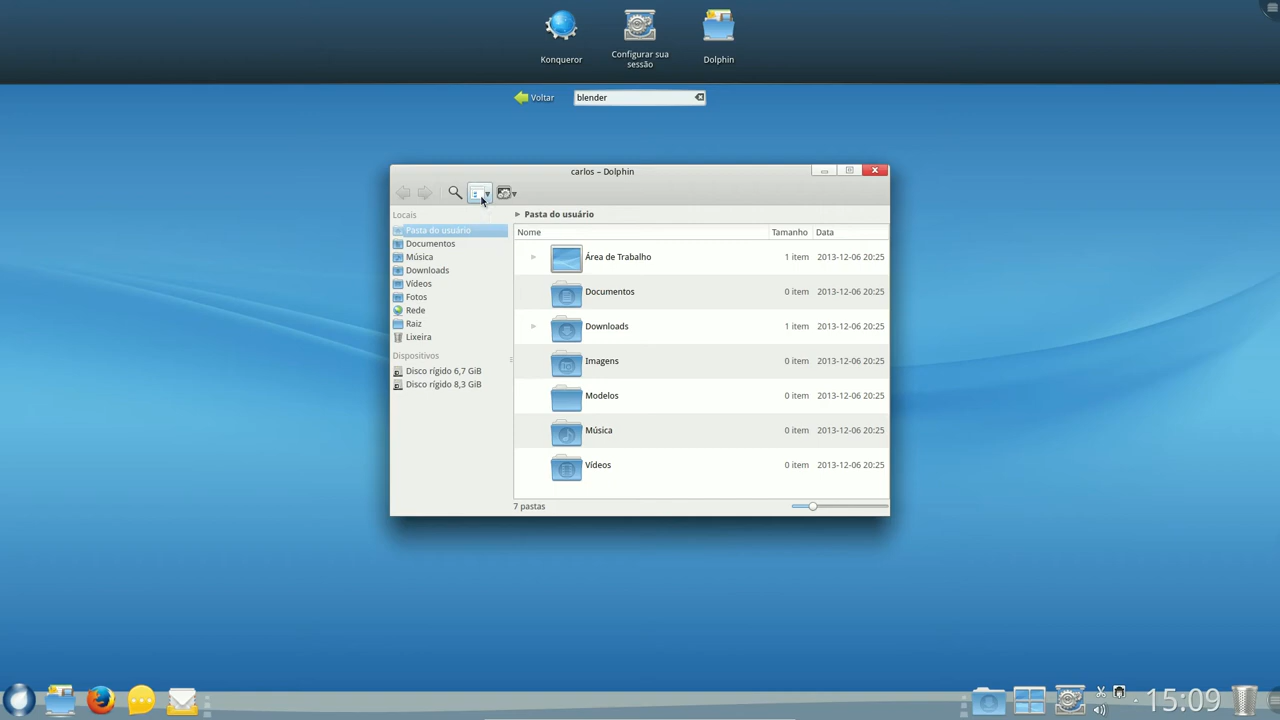 Konqueror
Configurar sua
sessão
Dolphin
Voltar
blender
carlos – Dolphin
Locais
Pasta do usuário
Documentos
Música
Downloads
Vídeos
Fotos
Rede
Raiz
Lixeira
Dispositivos
Disco rígido 6,7 GiB
Disco rígido 8,3 GiB
Pasta do usuário
Nome Tamanho Data
Área de Trabalho 1 item 2013-12-06 20:25
Documentos 0 item 2013-12-06 20:25
Downloads 1 item 2013-12-06 20:25
Imagens 0 item 2013-12-06 20:25
Modelos 0 item 2013-12-06 20:25
Música 0 item 2013-12-06 20:25
Vídeos 0 item 2013-12-06 20:25
7 pastas
15:09